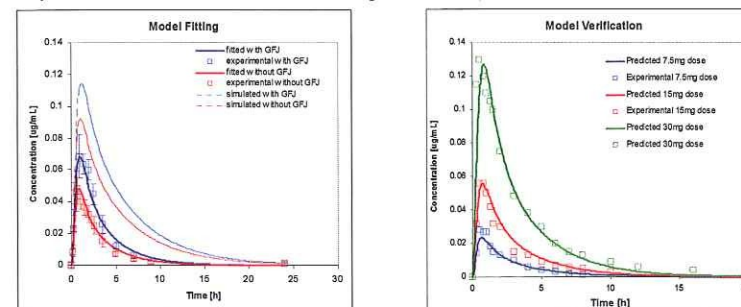 Model Fitting
0.14
0.12
0.1
0.08
0.06
0.04
0.02
0
Concentration [ug/mL]
0 5 10 15 20 25 30
Time [h]
fitted with GFJ
experimental with GFJ
fitted without GFJ
experimental without GFJ
simulated with GFJ
simulated without GFJ
Model Verification
0.14
0.12
0.1
0.08
0.06
0.04
0.02
0
Concentration [ug/mL]
0 5 10 15
Time [h]
Predicted 7.5mg dose
Experimental 7.5mg dose
Predicted 15mg dose
Experimental 15mg dose
Predicted 30mg dose
Predicted 30mg dose